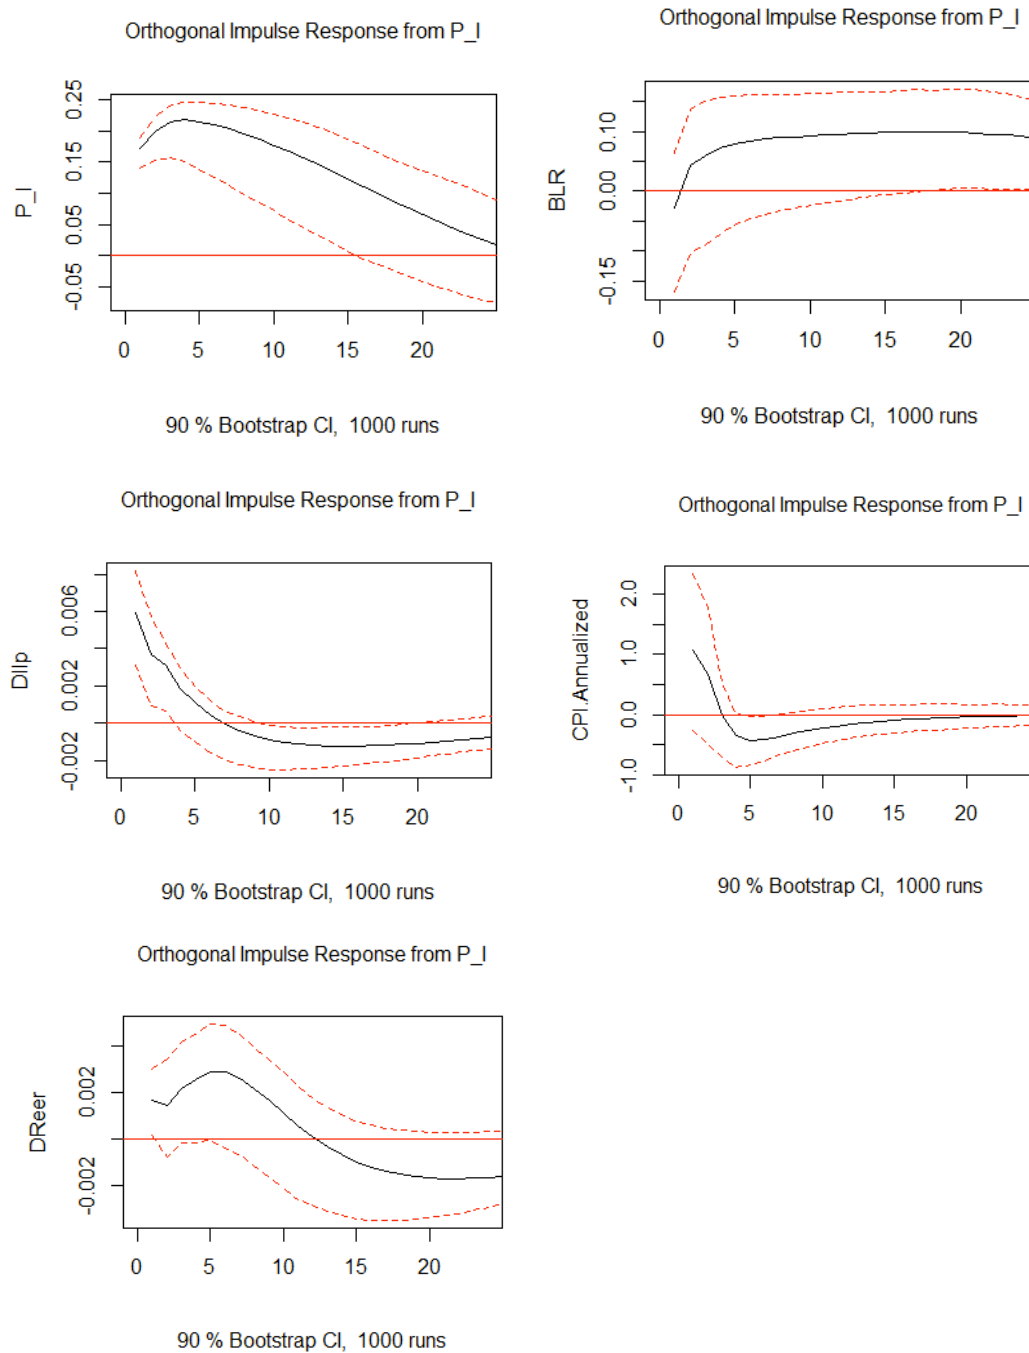 Orthogonal Impulse Response from P_I
P_I
0.25
0.15
0.05
-0.05
0 5 10 15 20
90 % Bootstrap CI, 1000 runs
Orthogonal Impulse Response from P_I
BLR
0.10
0.00
-0.15
0 5 10 15 20
90 % Bootstrap CI, 1000 runs
Orthogonal Impulse Response from P_I
DIIp
0.006
0.002
-0.002
0 5 10 15 20
90 % Bootstrap CI, 1000 runs
Orthogonal Impulse Response from P_I
CPI.Annualized
2.0
1.0
0.0
-1.0
0 5 10 15 20
90 % Bootstrap CI, 1000 runs
Orthogonal Impulse Response from P_I
DReer
0.002
-0.002
0 5 10 15 20
90 % Bootstrap CI, 1000 runs